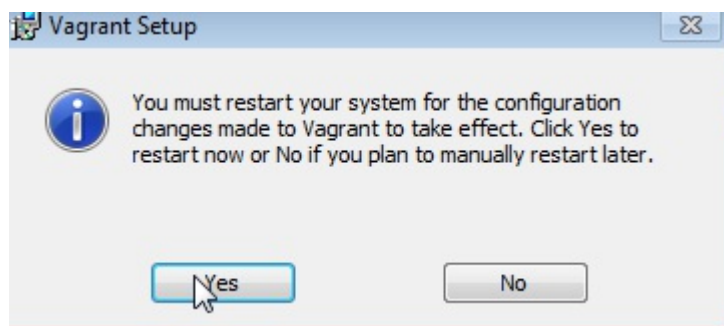 Vagrant Setup
You must restart your system for the configuration
changes made to Vagrant to take effect. Click Yes to
restart now or No if you plan to manually restart later.
Yes
No